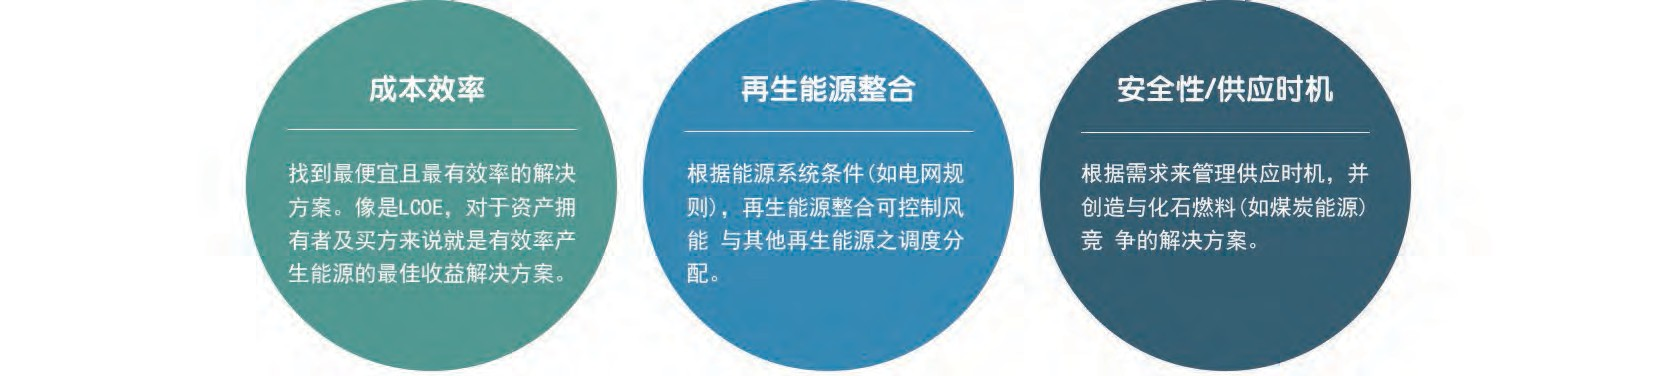 成本效率
找到最便宜且最有效率的解决
方案。像是LCOE，对于资产拥
有者及买方来说就是有效率产
生能源的最佳收益解决方案。
再生能源整合
根据能源系统条件(如电网规
则)，再生能源整合可控制风
能 与其他再生能源之调度分
配。
安全性/供应时机
根据需求来管理供应时机，并
创造与化石燃料(如煤炭能源)
竞 争的解决方案。